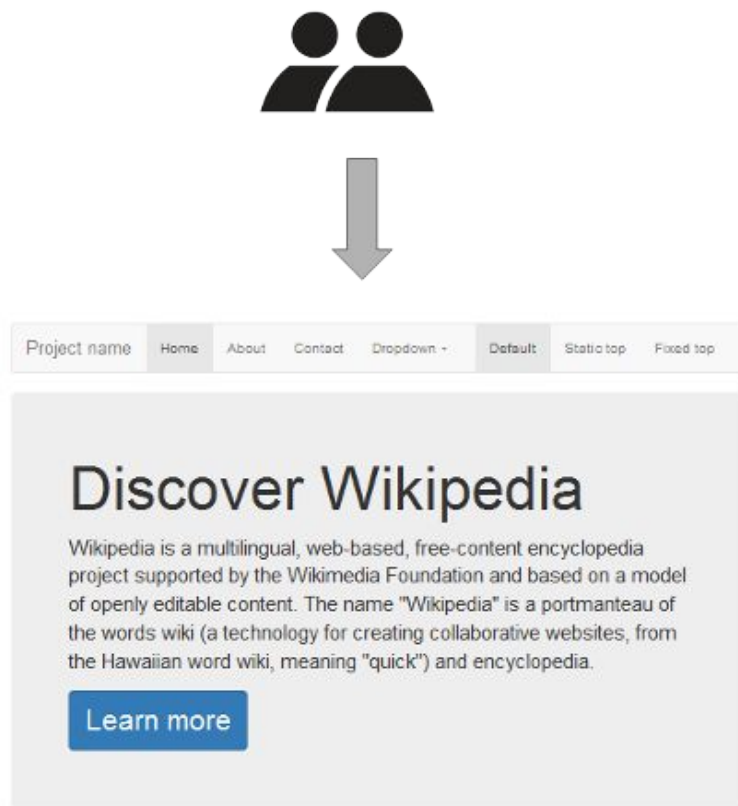 Project name Home About Contact Dropdown Default Static top Fixed top
Discover Wikipedia
Wikipedia is a multilingual, web-based, free-content encyclopedia
project supported by the Wikimedia Foundation and based on a model
of openly editable content. The name "Wikipedia" is a portmanteau of
the words wiki (a technology for creating collaborative websites, from
the Hawaiian word wiki, meaning "quick") and encyclopedia.
Learn more